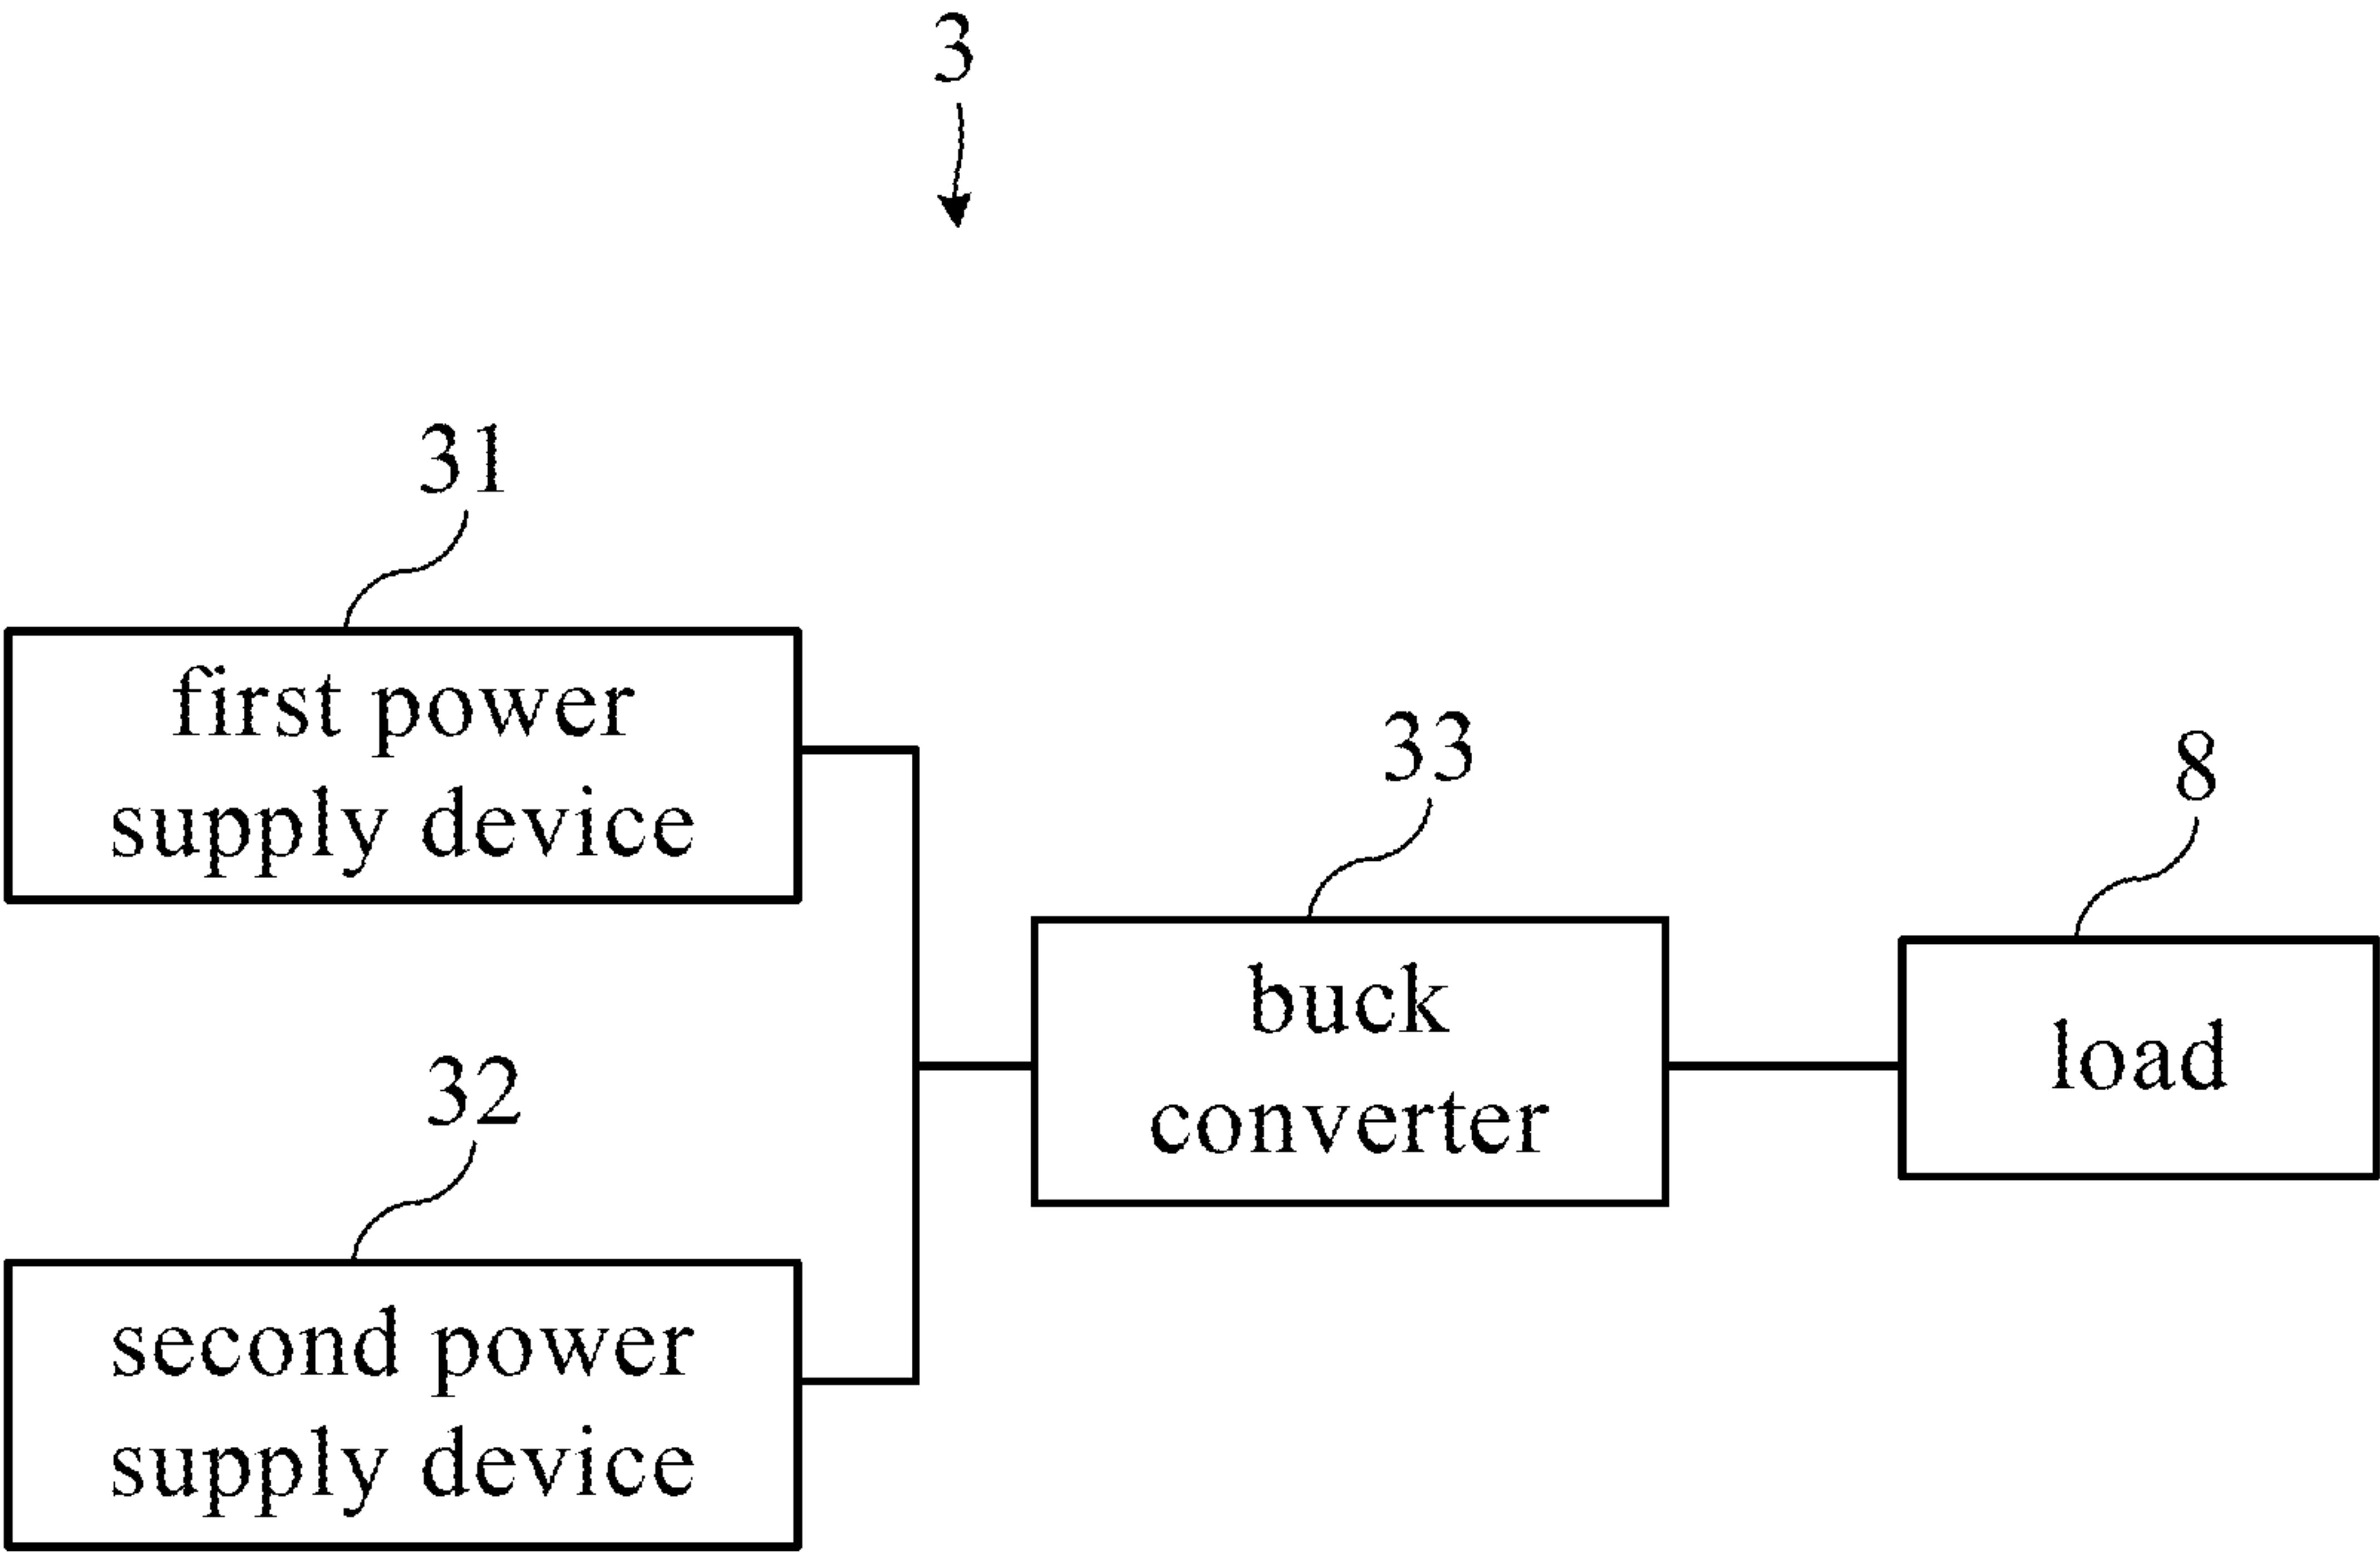 3
31
first power
supply device
33
8
buck
converter
load
32
second power
supply device